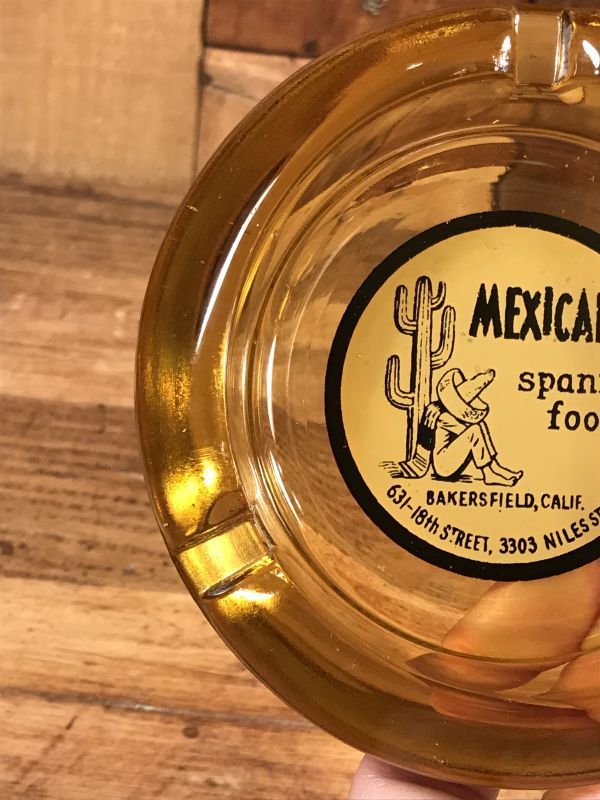 MEXICA
span
foo
BAKERSFIELD, CALIF.
631-18th STREET, 3303 NILES ST